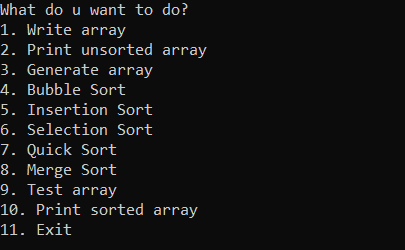 What do u want to do?
1. Write array
2. Print unsorted array
3. Generate array
4. Bubble Sort
5. Insertion Sort
6. Selection Sort
7. Quick Sort
8. Merge Sort
9. Test array
10. Print sorted array
11. Exit